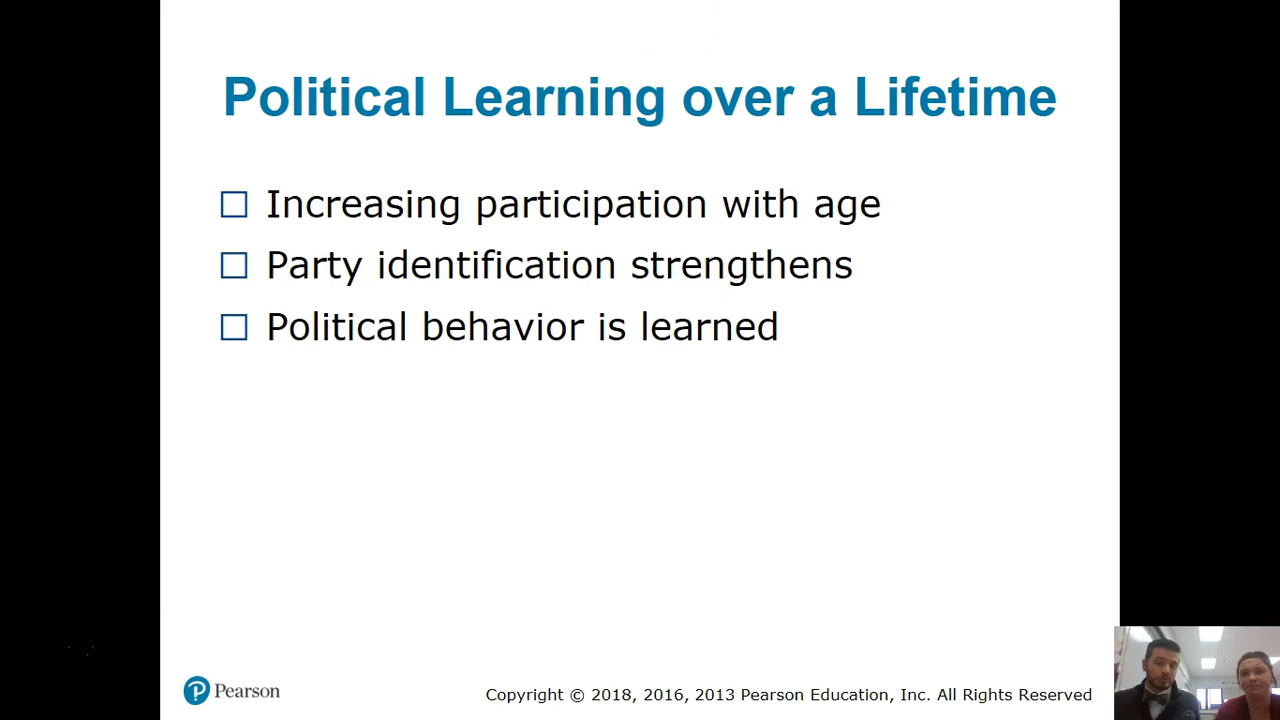 Political Learning over a Lifetime
Increasing participation with age
Party identification strengthens
Political behavior is learned
Pearson
Copyright © 2018, 2016, 2013 Pearson Education, Inc. All Rights Reserved